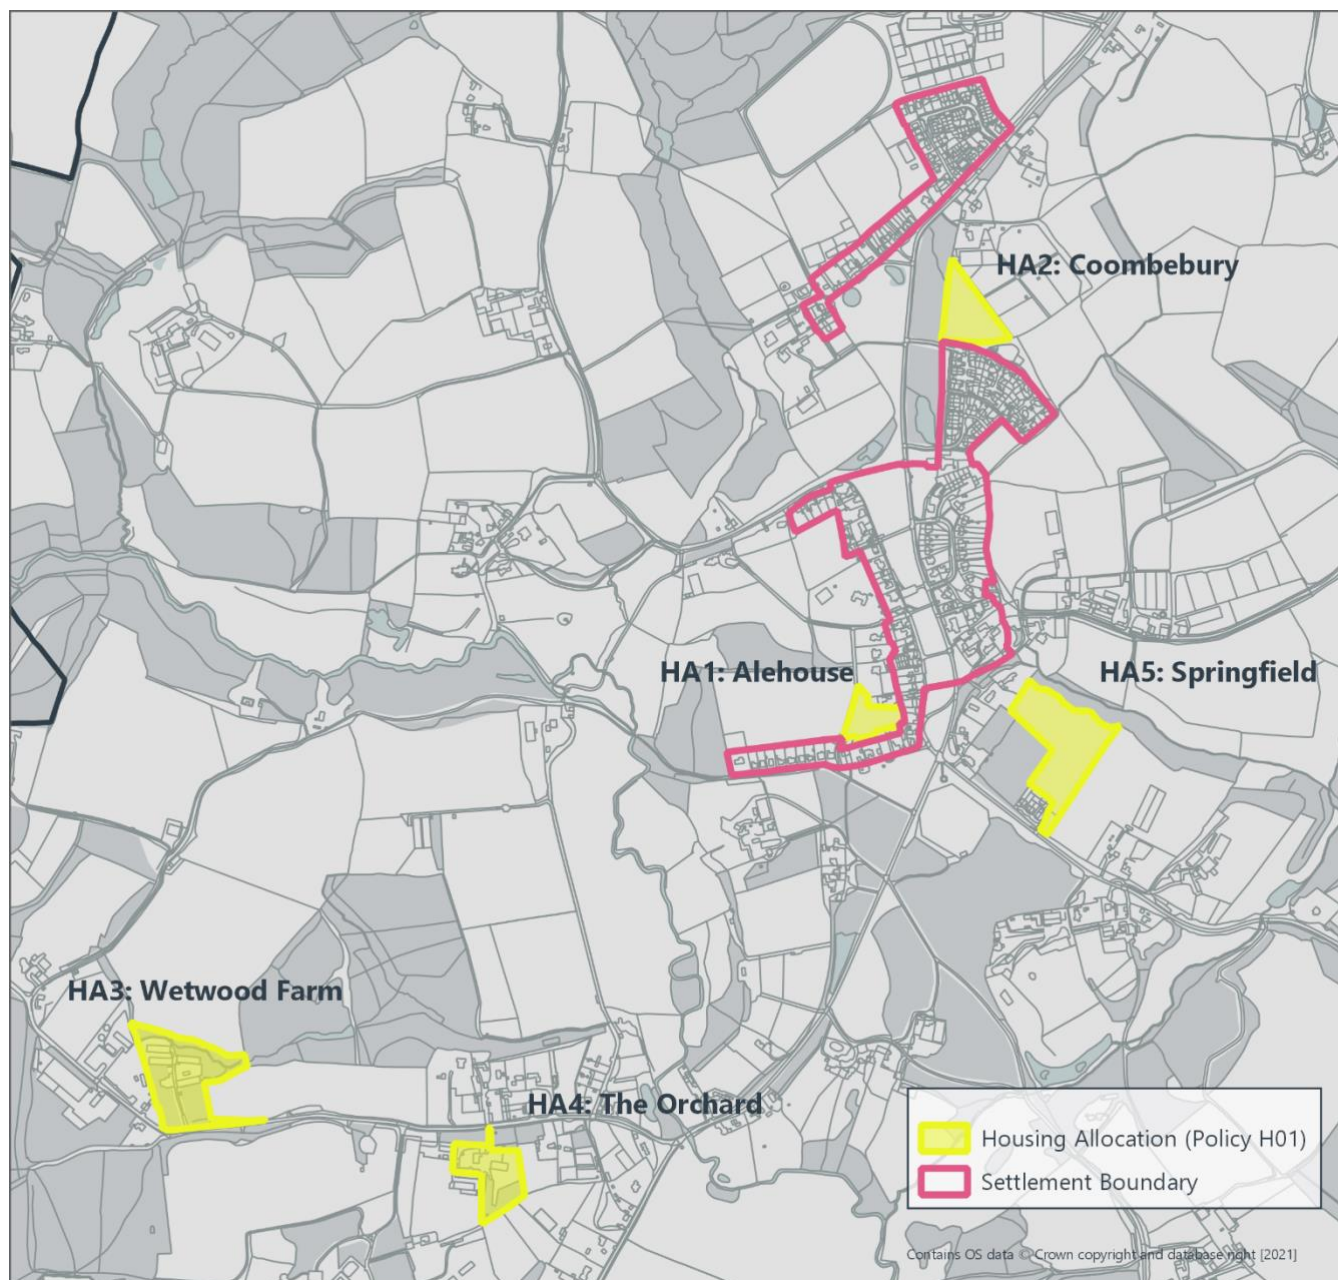 HA2: Coombebury
HA1: Alehouse
HA5: Springfield
HA3: Wetwood Farm
HA4: The Orchard
Housing Allocation (Policy H01)
Settlement Boundary
Contains OS data © Crown copyright and database right [2021]